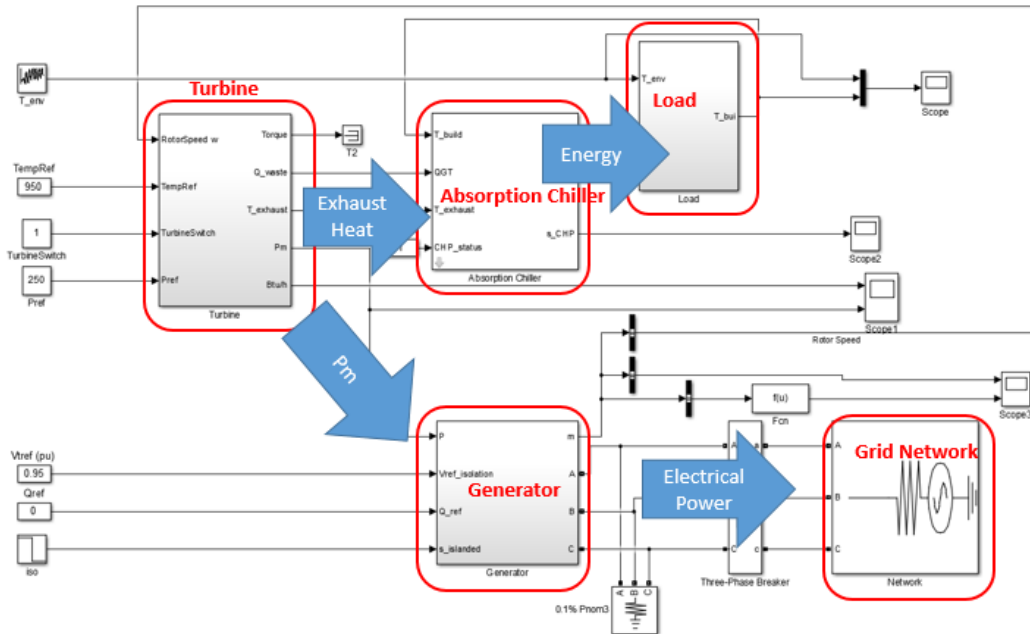 T_env
TempRef
950
1
TurbineSwitch
250
Pref
Turbine
RotorSpeed w
TempRef
TurbineSwitch
Pref
Torque
Q_waste
T_exhaust
Pm
Btu/h
Turbine
T2
Exhaust
Heat
T_build
QGT
Absorption Chiller
T_exhaust
CHP_status
s_CHP
Absorption Chiller
Energy
T_env
Load
T_bui
Load
Scope
Scope2
Scope1
Rotor Speed
Pm
f(u)
Fcn
Scope3
Vtref (pu)
0.95
Qref
0
iso
P
Vref_isolation
Generator
Q_ref
s_islanded
m
A
B
C
Generator
A B C
0.1% Pnom3
Electrical
Power
A
a
C
c
Three-Phase Breaker
Grid Network
A
B
C
Network